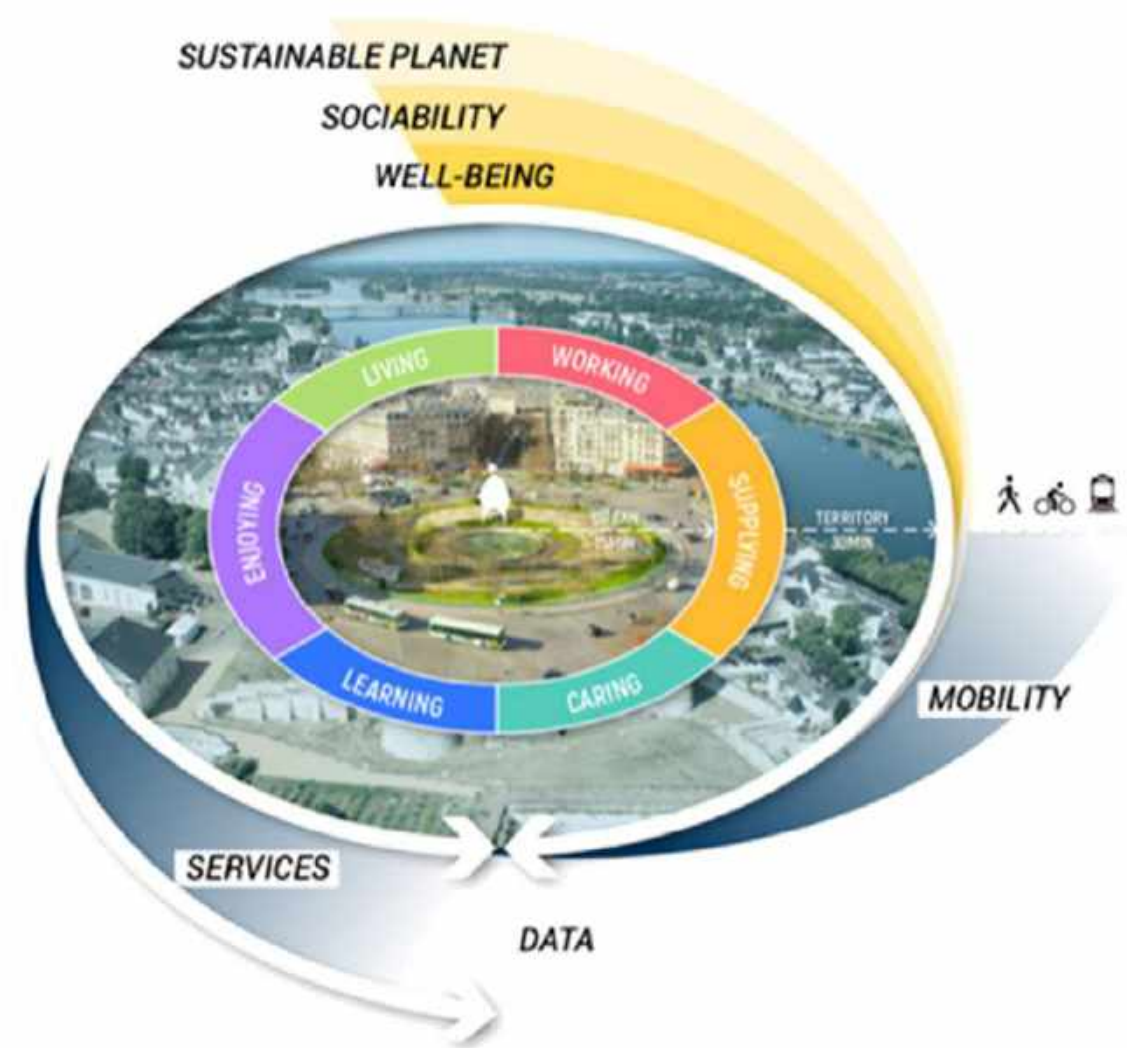 SUSTAINABLE PLANET
SOCIABILITY
WELL-BEING
LIVING
WORKING
ENJOYING
SUPPLYING
TERRITORY
30MIN
LEARNING
CARING
MOBILITY
SERVICES
DATA